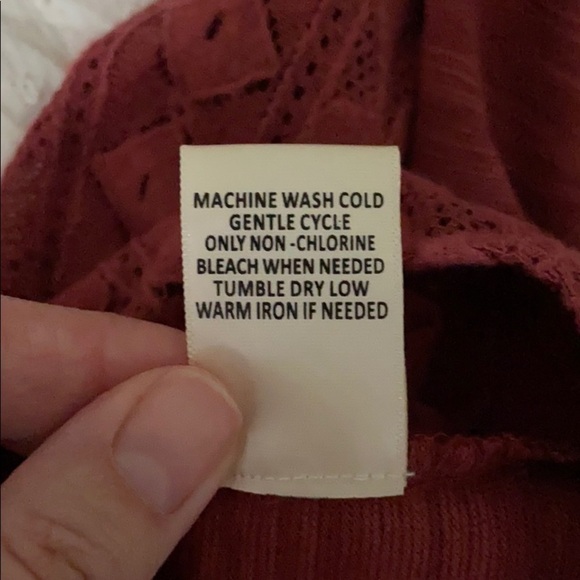 MACHINE WASH COLD
GENTLE CYCLE
ONLY NON-CHLORINE
BLEACH WHEN NEEDED
TUMBLE DRY LOW
WARM IRON IF NEEDED